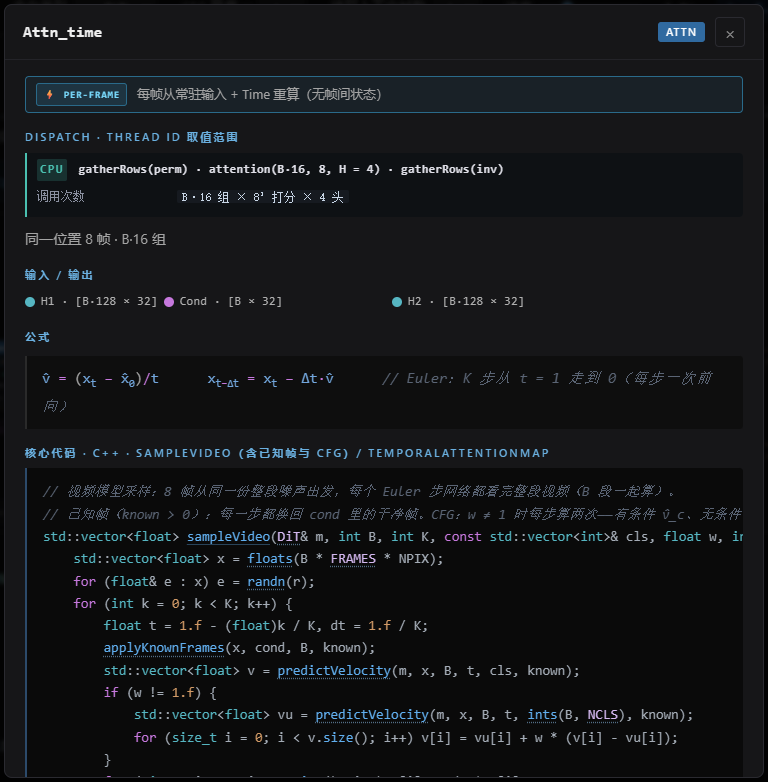 Attn_time
ATTN ×
PER-FRAME 每帧从常驻输入 + Time 重算（无帧间状态）
DISPATCH · THREAD ID 取值范围
CPU gatherRows(perm) · attention(B·16, 8, H = 4) · gatherRows(inv)
调用次数 B·16 组 × 8² 打分 × 4 头
同一位置 8 帧 · B·16 组
输入 / 输出
H1 · [B·128 × 32] Cond · [B × 32] H2 · [B·128 × 32]
公式
v̂ = (xₜ − x̂₀)/t xₜ₋Δₜ = xₜ − Δt·v̂ // Euler: K 步从 t = 1 走到 0（每步一次前
向）
核心代码 · C++ · SAMPLEVIDEO (含已知帧与 CFG) / TEMPORALATTENTIONMAP
// 视频模型采样：8 帧从同一份整段噪声出发，每个 Euler 步网络都看完整段视频（B 段一起算）。
// 已知帧（known > 0）：每一步都换回 cond 里的干净帧。CFG：w ≠ 1 时每步算两次——有条件 v̂_c、无条件
std::vector<float> sampleVideo(DiT& m, int B, int K, const std::vector<int>& cls, float w, in
std::vector<float> x = floats(B * FRAMES * NPIX);
for (float& e : x) e = randn(r);
for (int k = 0; k < K; k++) {
float t = 1.f - (float)k / K, dt = 1.f / K;
applyKnownFrames(x, cond, B, known);
std::vector<float> v = predictVelocity(m, x, B, t, cls, known);
if (w != 1.f) {
std::vector<float> vu = predictVelocity(m, x, B, t, ints(B, NCLS), known);
for (size_t i = 0; i < v.size(); i++) v[i] = vu[i] + w * (v[i] - vu[i]);
}